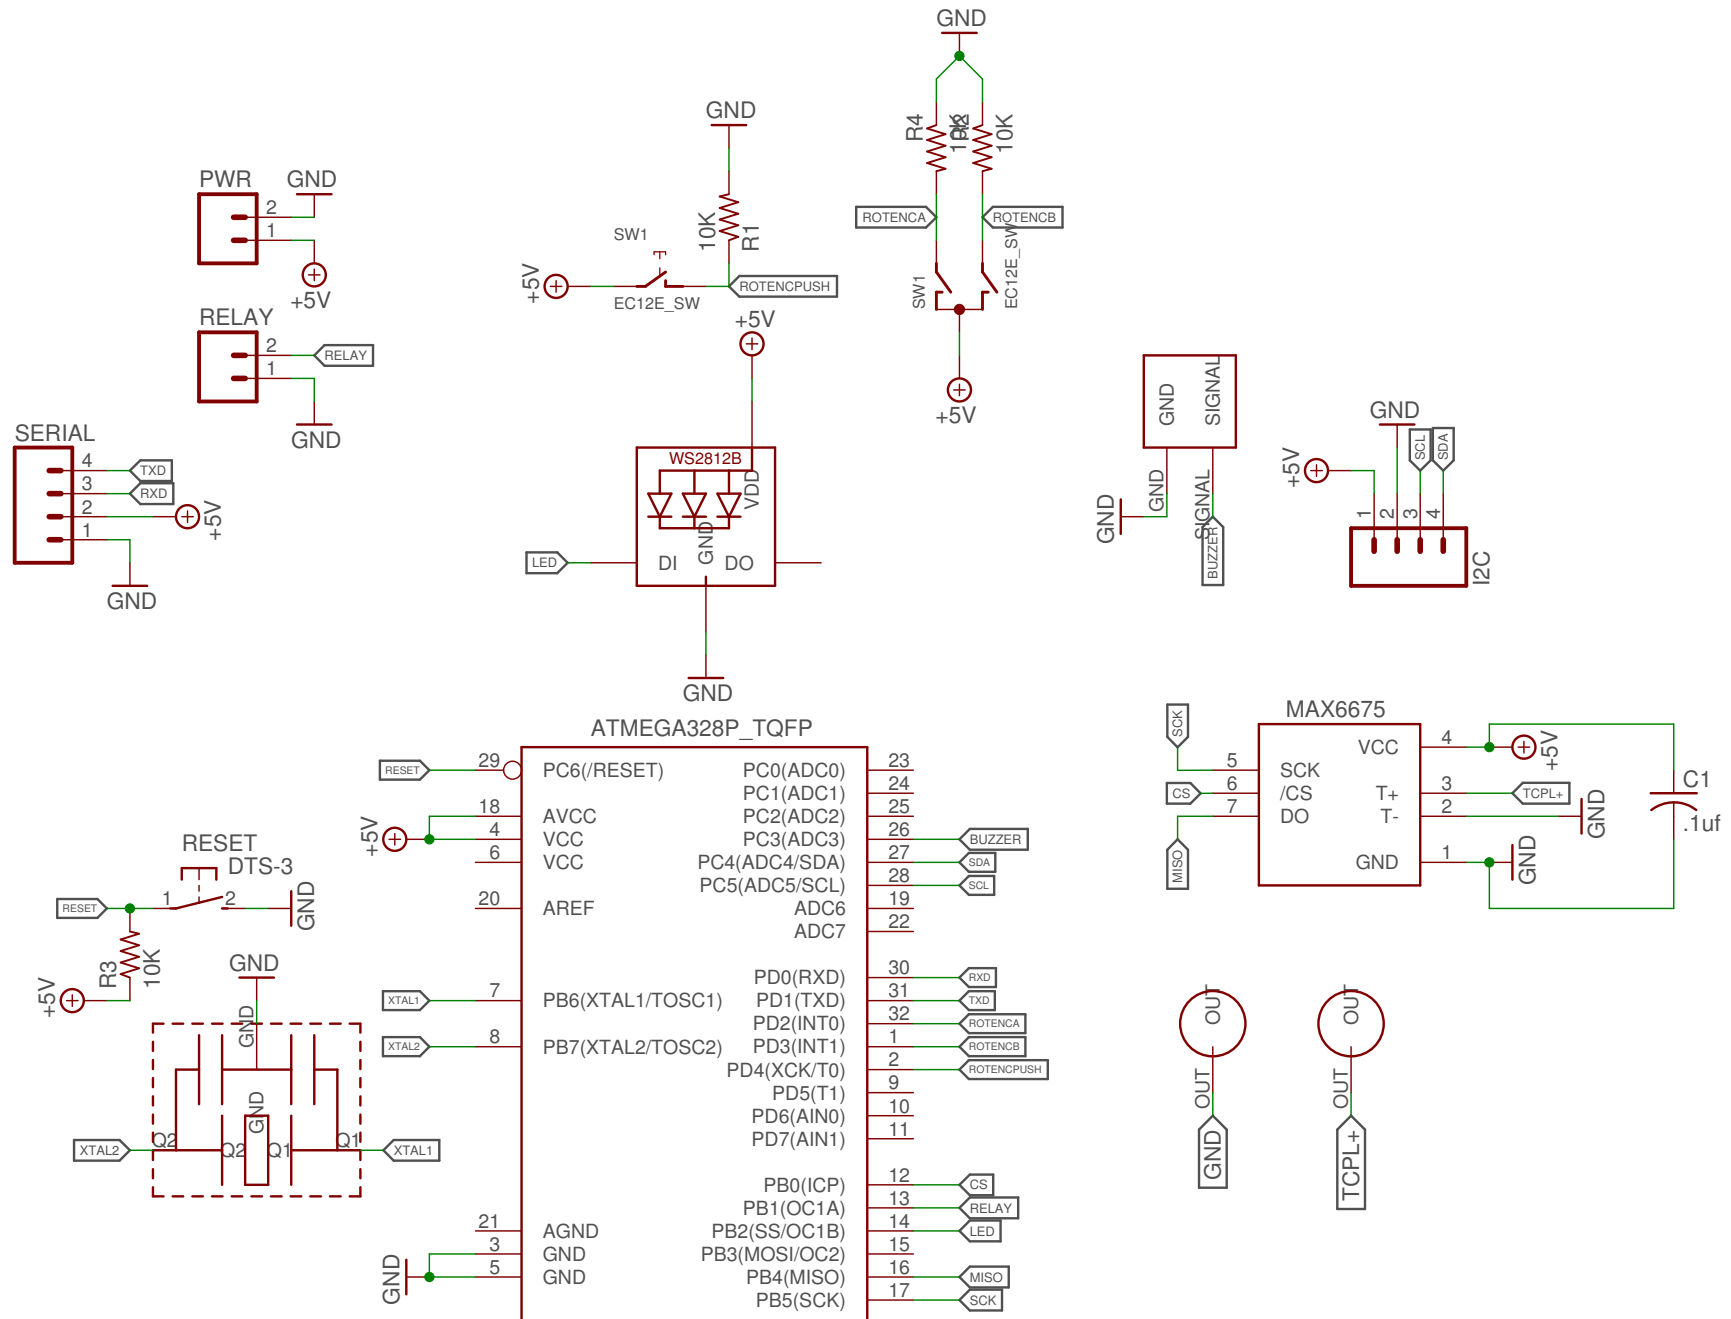 GND
GND
R4
10K
R2
10K
PWR
GND
2
1
+5V
10K
R1
ROTENCA
ROTENCB
SW1
+5V
EC12E_SW
ROTENCPUSH
SW1
EC12E_SW
+5V
RELAY
2
RELAY
1
GND
+5V
GND
SIGNAL
GND
SCL
SDA
+5V
SERIAL
4
TXD
3
RXD
2
+5V
1
GND
WS2812B
VDD
GND
LED
DI
DO
GND
GND
GND
SIGNAL
BUZZER
1
2
3
4
I2C
ATMEGA328P_TQFP
RESET
29
PC6(/RESET)
PC0(ADC0)
23
PC1(ADC1)
24
18
AVCC
PC2(ADC2)
25
+5V
4
VCC
PC3(ADC3)
26
BUZZER
6
VCC
PC4(ADC4/SDA)
27
SDA
PC5(ADC5/SCL)
28
SCL
20
AREF
ADC6
19
ADC7
22
PD0(RXD)
30
RXD
XTAL1
7
PB6(XTAL1/TOSC1)
PD1(TXD)
31
TXD
PD2(INT0)
32
ROTENCA
XTAL2
8
PB7(XTAL2/TOSC2)
PD3(INT1)
1
ROTENCB
PD4(XCK/T0)
2
ROTENCPUSH
PD5(T1)
9
PD6(AIN0)
10
PD7(AIN1)
11
PB0(ICP)
12
CS
PB1(OC1A)
13
RELAY
21
AGND
PB2(SS/OC1B)
14
LED
3
GND
PB3(MOSI/OC2)
15
GND
5
GND
PB4(MISO)
16
MISO
PB5(SCK)
17
SCK
RESET
DTS-3
RESET
1
2
GND
R3
10K
+5V
GND
GND
GND
XTAL2
Q2
Q2
Q1
Q1
XTAL1
MAX6675
SCK
VCC
4
+5V
5
SCK
CS
6
/CS
T+
3
TCPL+
7
DO
T-
2
GND
MISO
GND
1
GND
C1
.1uf
OUT
OUT
OUT
OUT
GND
TCPL+